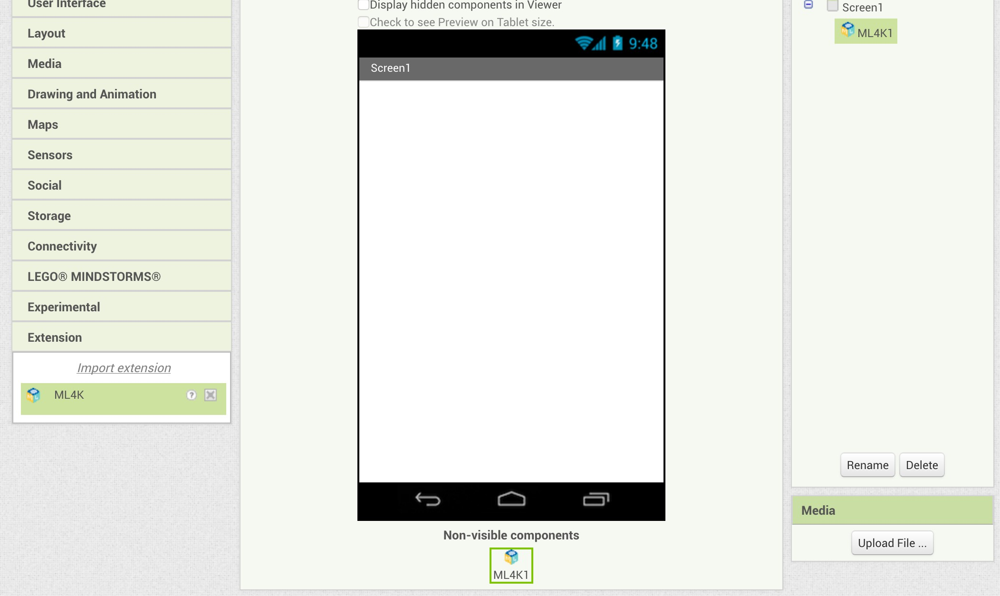 User Interface
Layout
Media
Drawing and Animation
Maps
Sensors
Social
Storage
Connectivity
LEGO® MINDSTORMS®
Experimental
Extension
Import extension
ML4K
?
Display hidden components in Viewer
Check to see Preview on Tablet size.
9:48
Screen1
Non-visible components
ML4K1
Screen1
ML4K1
Rename
Delete
Media
Upload File ...